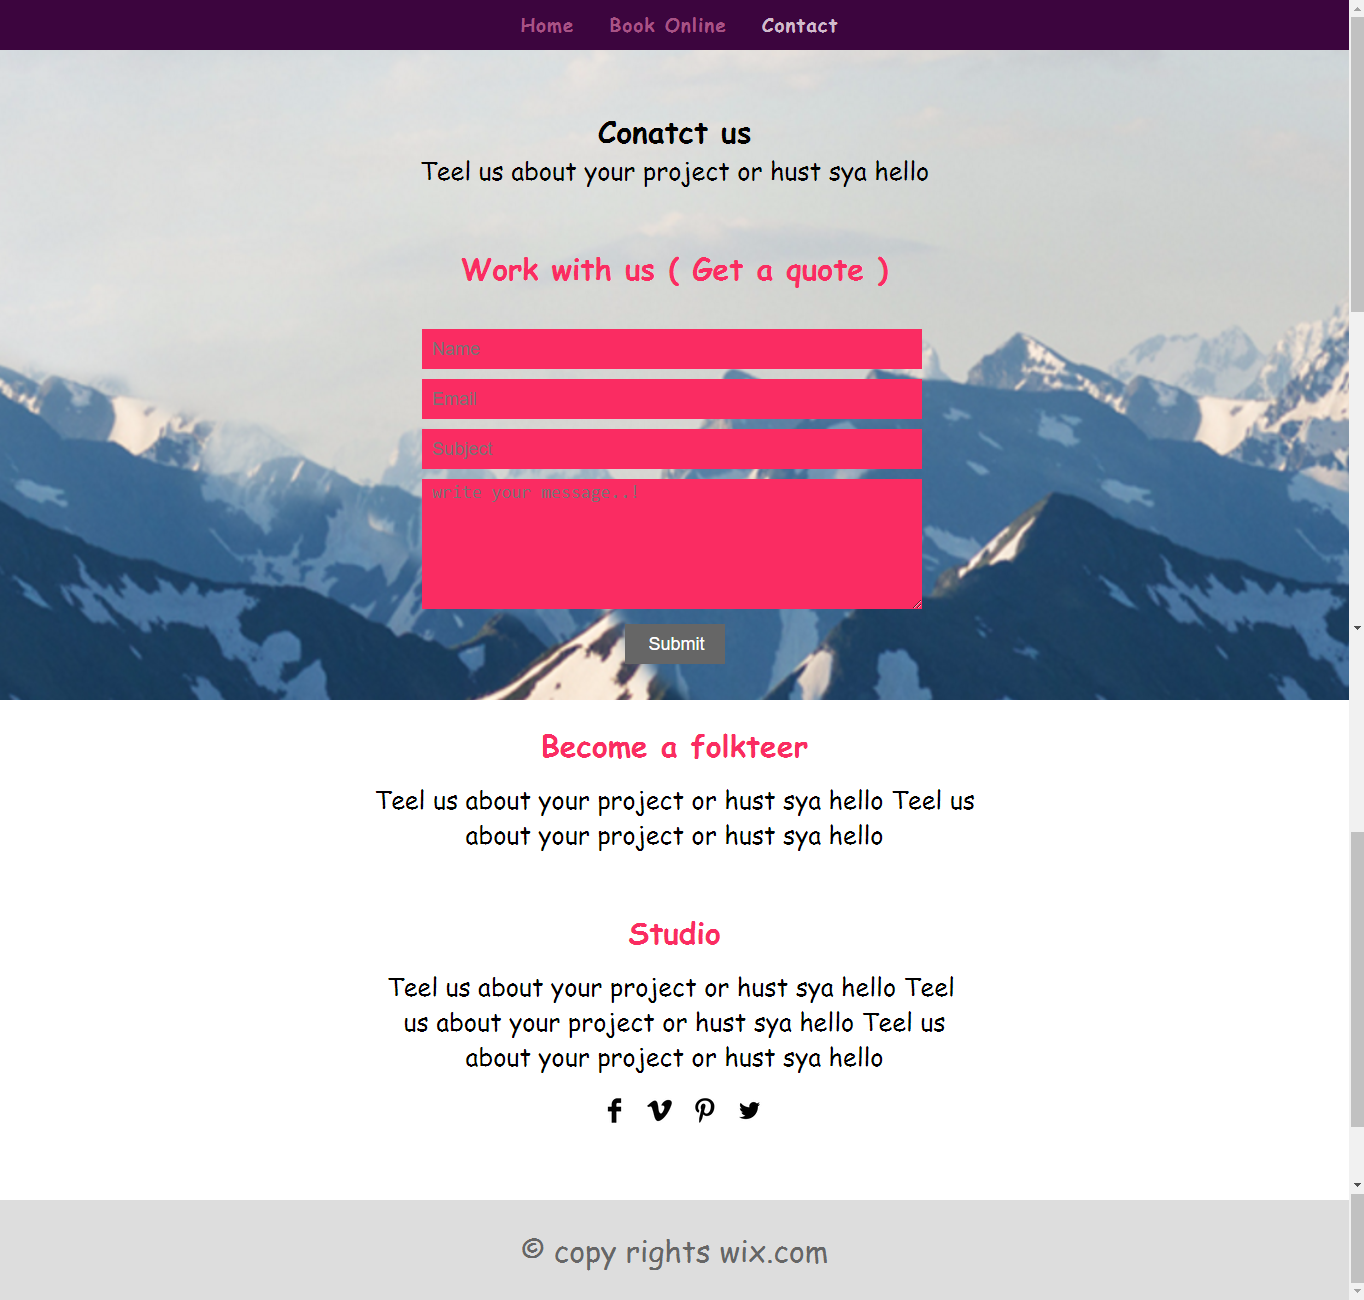 Home Book Online Contact
Conatct us
Teel us about your project or hust sya hello
Work with us ( Get a quote )
Name
Email
Subject
write your message..!
Submit
Become a folkteer
Teel us about your project or hust sya hello Teel us
about your project or hust sya hello
Studio
Teel us about your project or hust sya hello Teel
us about your project or hust sya hello Teel us
about your project or hust sya hello
© copy rights wix.com